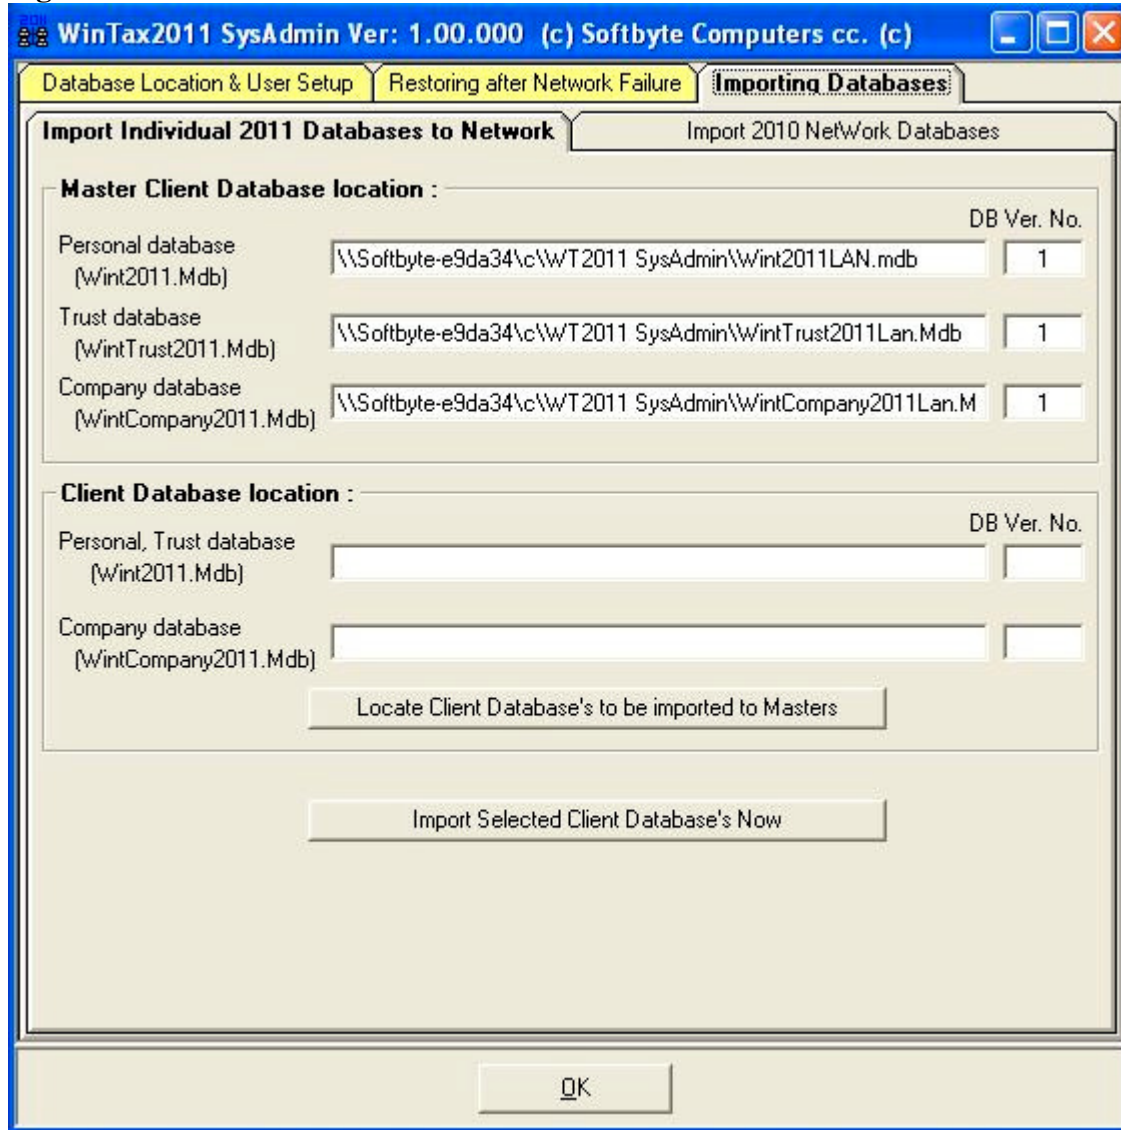 2011
WinTax2011 SysAdmin Ver: 1.00.000 (c) Softbyte Computers cc. (c)
Database Location & User Setup Restoring after Network Failure Importing Databases
Import Individual 2011 Databases to Network Import 2010 NetWork Databases
Master Client Database location :
DB Ver. No.
Personal database
(Wint2011.Mdb)
\\Softbyte-e9da34\c\WT2011 SysAdmin\Wint2011LAN.mdb 1
Trust database
(WintTrust2011.Mdb)
\\Softbyte-e9da34\c\WT2011 SysAdmin\WintTrust2011Lan.Mdb 1
Company database
(WintCompany2011.Mdb)
\\Softbyte-e9da34\c\WT2011 SysAdmin\WintCompany2011Lan.M 1
Client Database location :
DB Ver. No.
Personal, Trust database
(Wint2011.Mdb)
Company database
(WintCompany2011.Mdb)
Locate Client Database's to be imported to Masters
Import Selected Client Database's Now
OK